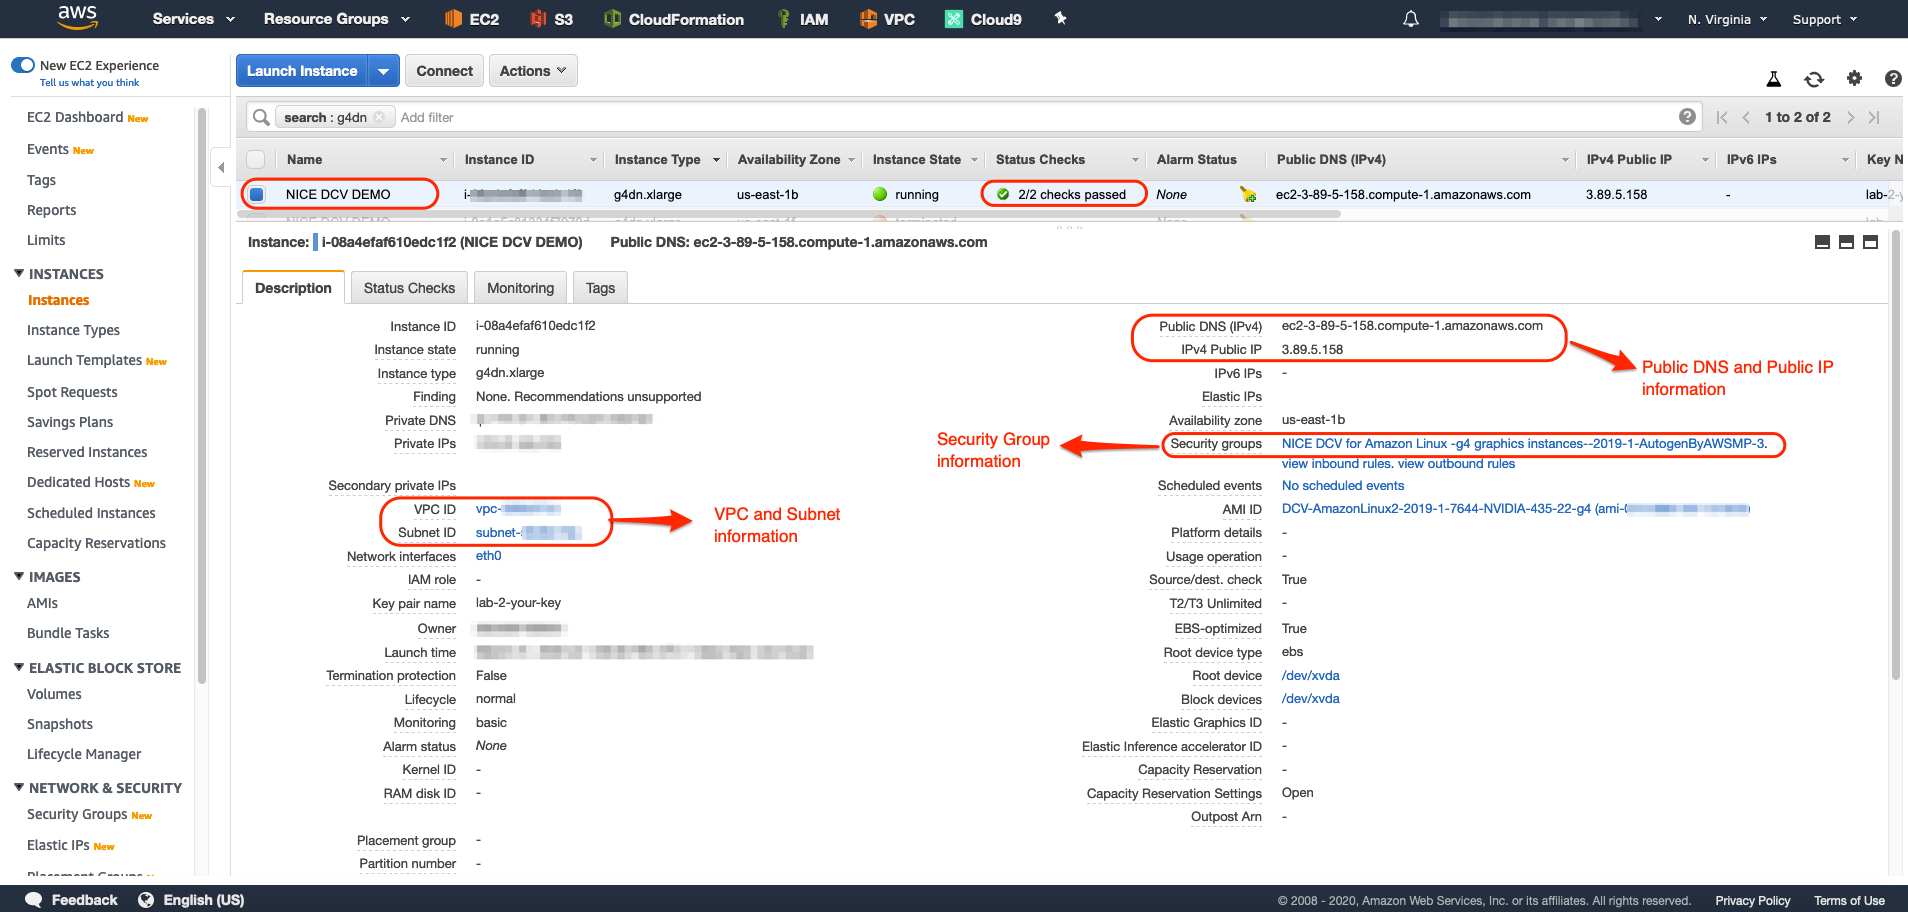 aws Services Resource Groups EC2 S3 CloudFormation IAM VPC Cloud9 N. Virginia Support
New EC2 Experience
Tell us what you think
EC2 Dashboard New
Events New
Tags
Reports
Limits
INSTANCES
Instances
Instance Types
Launch Templates New
Spot Requests
Savings Plans
Reserved Instances
Dedicated Hosts New
Scheduled Instances
Capacity Reservations
IMAGES
AMIs
Bundle Tasks
ELASTIC BLOCK STORE
Volumes
Snapshots
Lifecycle Manager
NETWORK & SECURITY
Security Groups New
Elastic IPs New
Launch Instance Connect Actions
search : g4dn Add filter 1 to 2 of 2
Name Instance ID Instance Type Availability Zone Instance State Status Checks Alarm Status Public DNS (IPv4) IPv4 Public IP IPv6 IPs Key N
NICE DCV DEMO i- g4dn.xlarge us-east-1b running 2/2 checks passed None ec2-3-89-5-158.compute-1.amazonaws.com 3.89.5.158 - lab-2-y
Instance: i-08a4efaf610edc1f2 (NICE DCV DEMO) Public DNS: ec2-3-89-5-158.compute-1.amazonaws.com
Description Status Checks Monitoring Tags
Instance ID i-08a4efaf610edc1f2
Instance state running
Instance type g4dn.xlarge
Finding None. Recommendations unsupported
Private DNS
Private IPs
Secondary private IPs
VPC ID vpc-
Subnet ID subnet-
VPC and Subnet
information
Network interfaces eth0
IAM role -
Key pair name lab-2-your-key
Owner
Launch time
Termination protection False
Lifecycle normal
Monitoring basic
Alarm status None
Kernel ID -
RAM disk ID -
Placement group -
Partition number -
Public DNS (IPv4) ec2-3-89-5-158.compute-1.amazonaws.com
IPv4 Public IP 3.89.5.158
Public DNS and Public IP
information
IPv6 IPs -
Elastic IPs
Availability zone us-east-1b
Security Group
information
Security groups NICE DCV for Amazon Linux -g4 graphics instances--2019-1-AutogenByAWSMP-3.
view inbound rules. view outbound rules
Scheduled events No scheduled events
AMI ID DCV-AmazonLinux2-2019-1-7644-NVIDIA-435-22-g4 (ami-
Platform details -
Usage operation -
Source/dest. check True
T2/T3 Unlimited -
EBS-optimized True
Root device type ebs
Root device /dev/xvda
Block devices /dev/xvda
Elastic Graphics ID -
Elastic Inference accelerator ID -
Capacity Reservation -
Capacity Reservation Settings Open
Outpost Arn -
Feedback English (US) © 2008 - 2020, Amazon Web Services, Inc. or its affiliates. All rights reserved. Privacy Policy Terms of Use